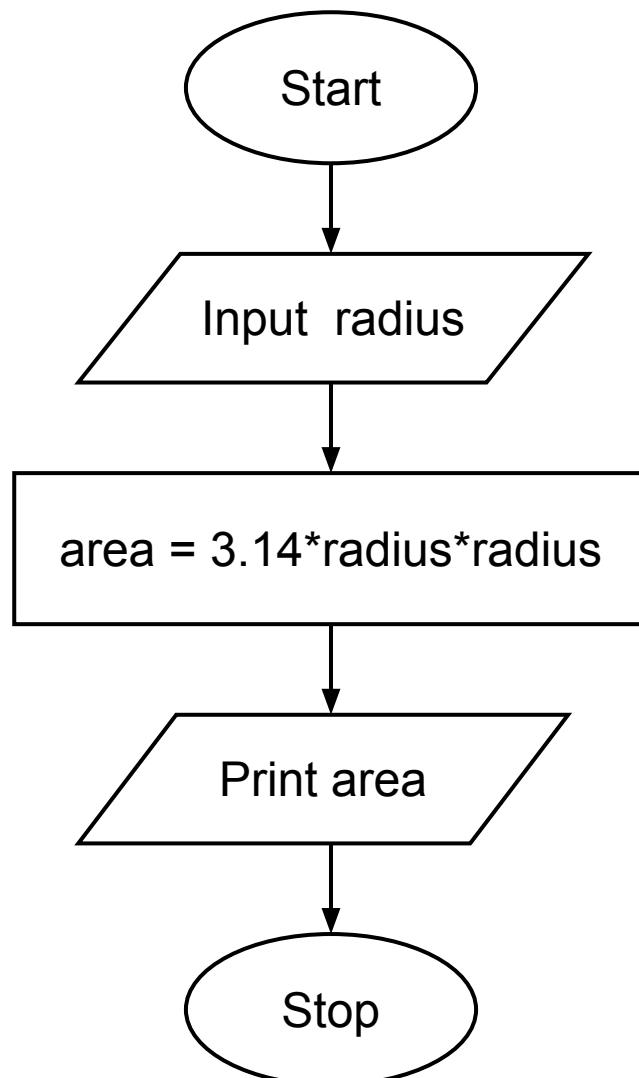 Start
Input radius
area = 3.14*radius*radius
Print area
Stop